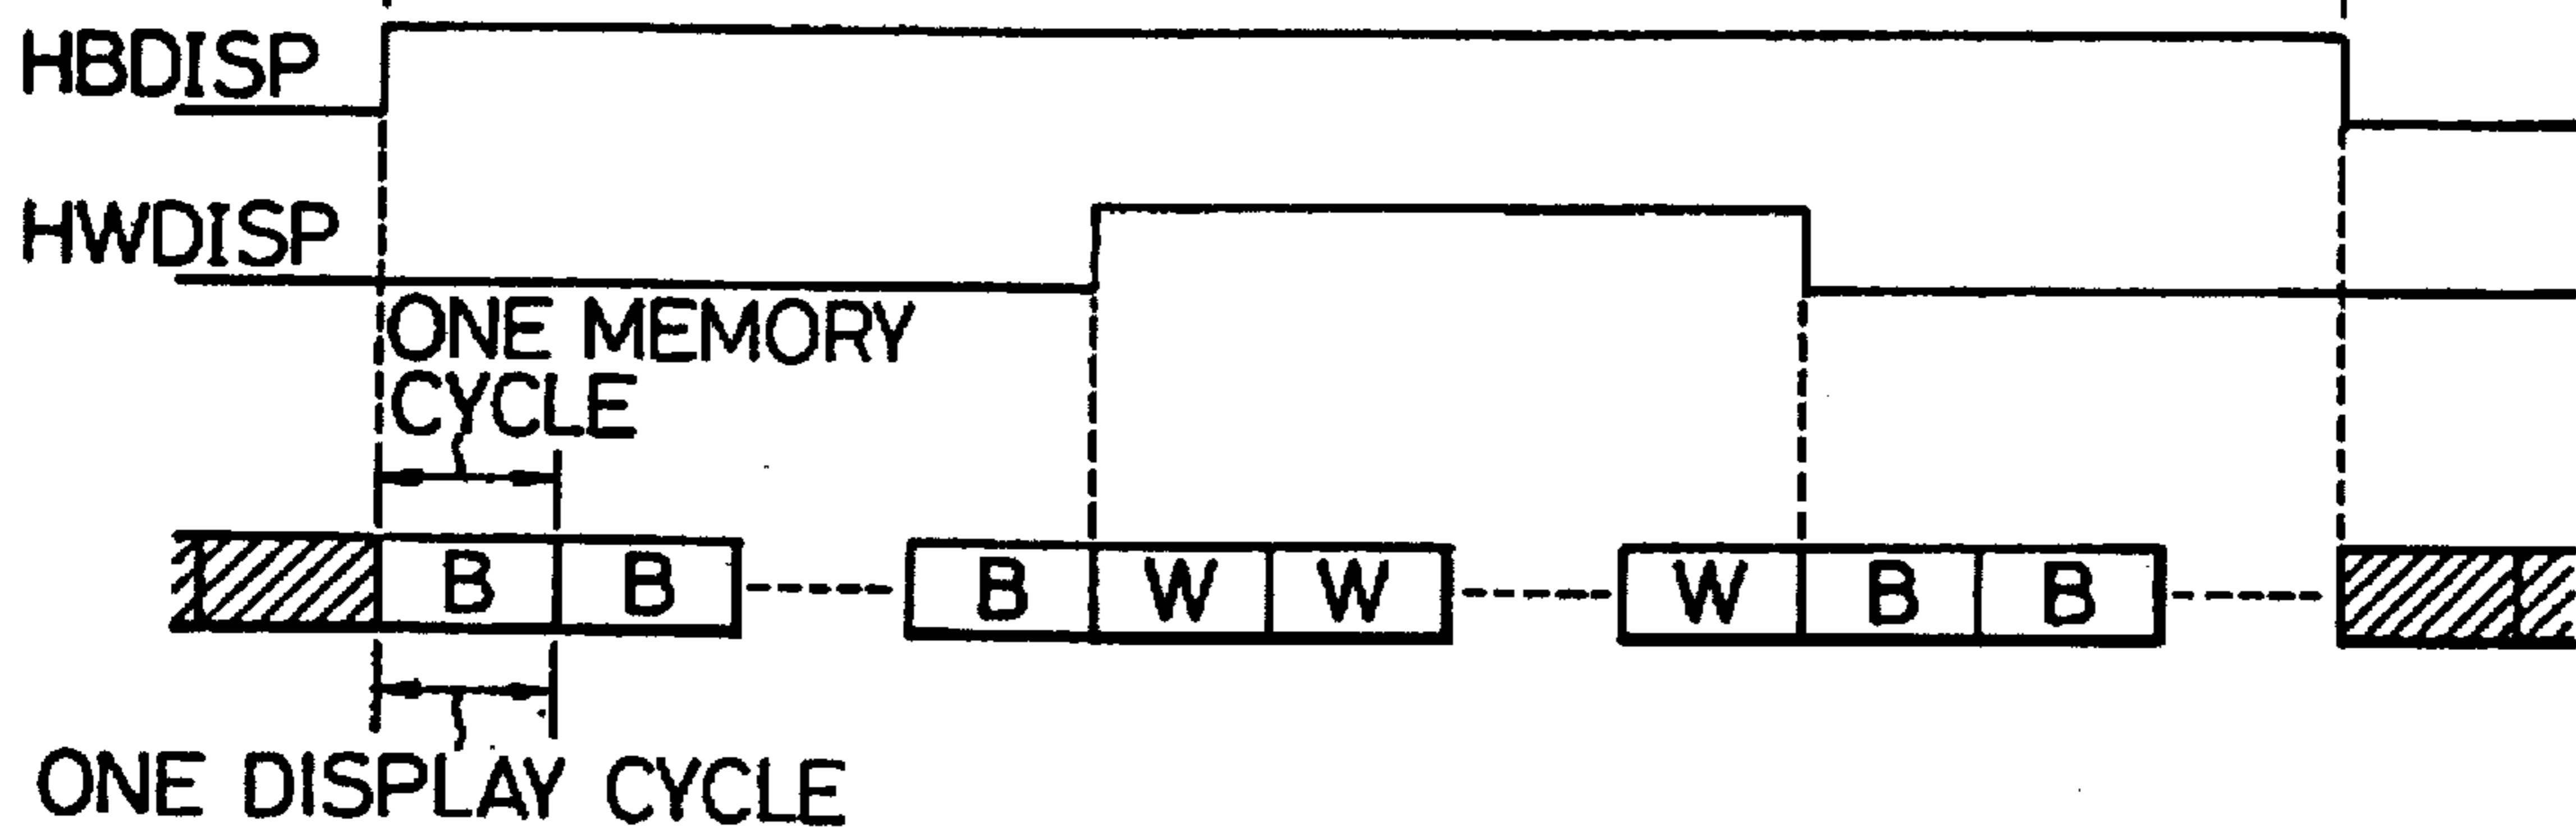 HBDISP
HWDISP
ONE MEMORY
CYCLE
B B B W W W B B
ONE DISPLAY CYCLE